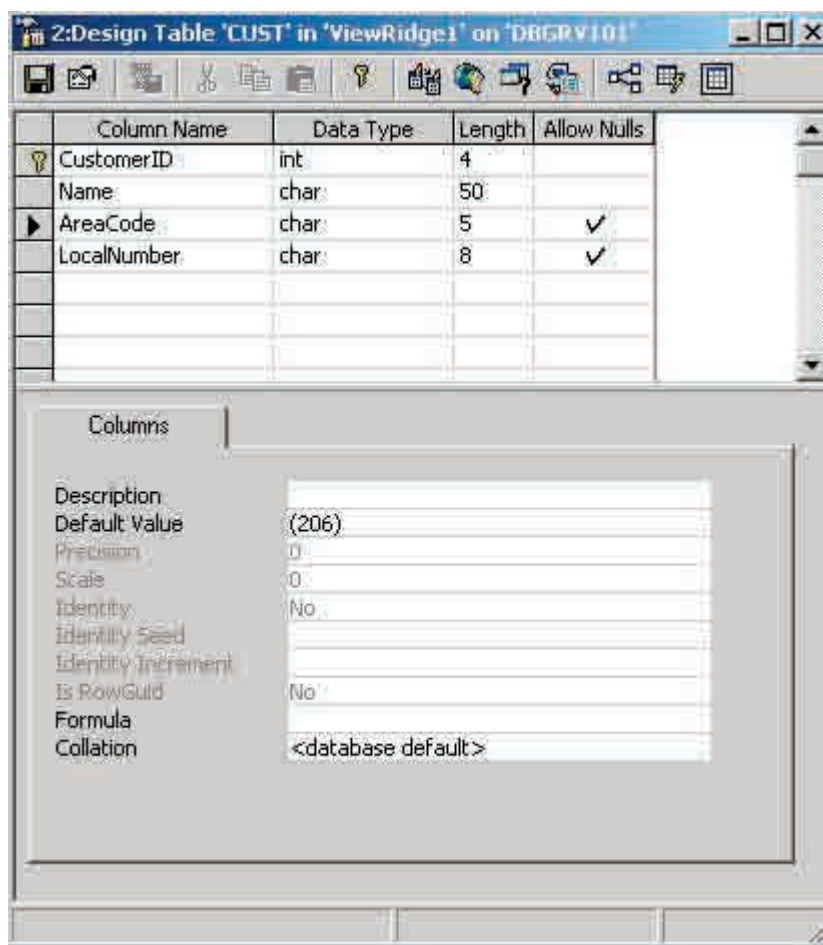 2:Design Table 'CUST' in 'ViewRidge1' on 'DBGRV101'
Column Name Data Type Length Allow Nulls
CustomerID int 4
Name char 50
AreaCode char 5
LocalNumber char 8
Columns
Description
Default Value (206)
Precision 0
Scale 0
Identity No
Identity Seed
Identity Increment
Is RowGuid No
Formula
Collation <database default>